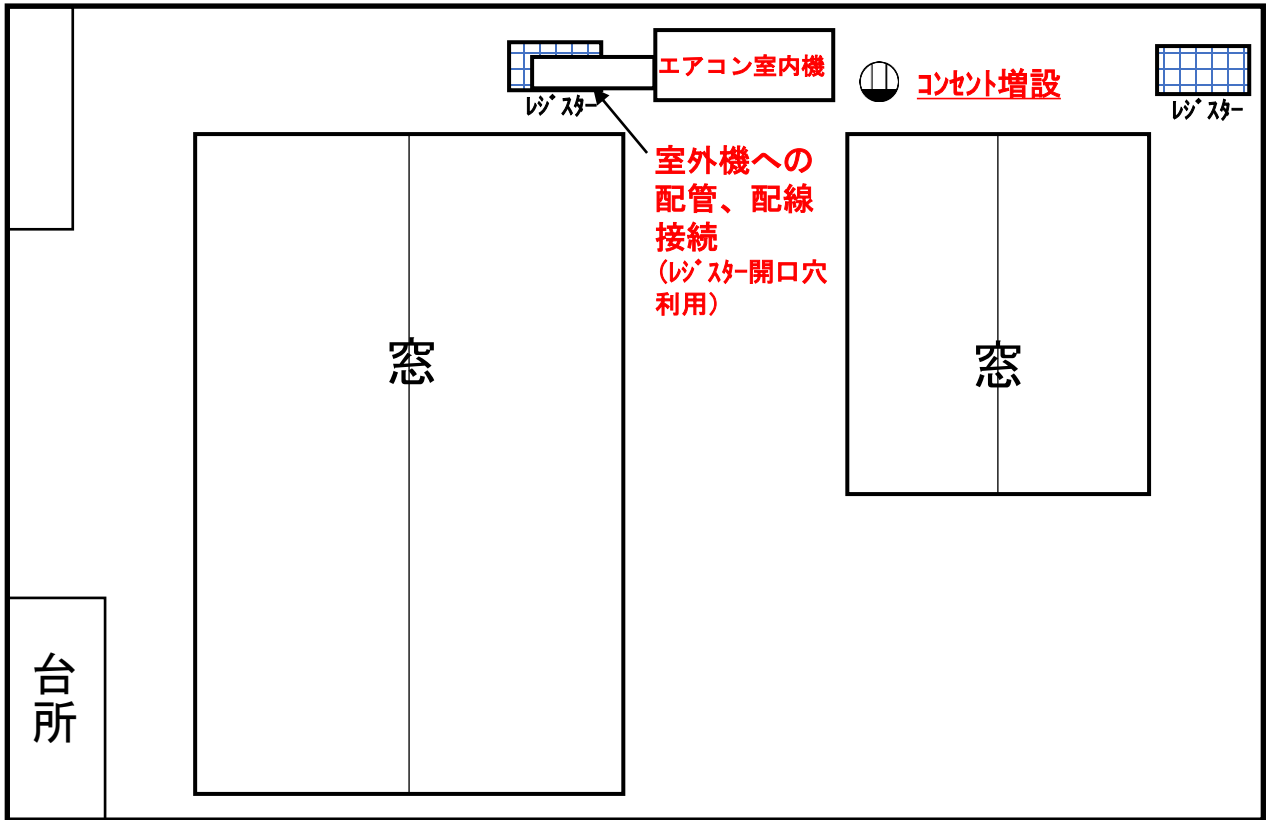 エアコン室内機
コンセント増設
レジスター
レジスター
室外機への
配管、配線
接続
(レジスター開口穴
利用)
窓
窓
台
所